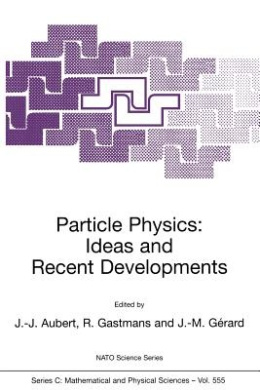 Particle Physics:
Ideas and
Recent Developments
Edited by
J.-J. Aubert, R. Gastmans and J.-M. Gérard
NATO Science Series
Series C: Mathematical and Physical Sciences – Vol. 555